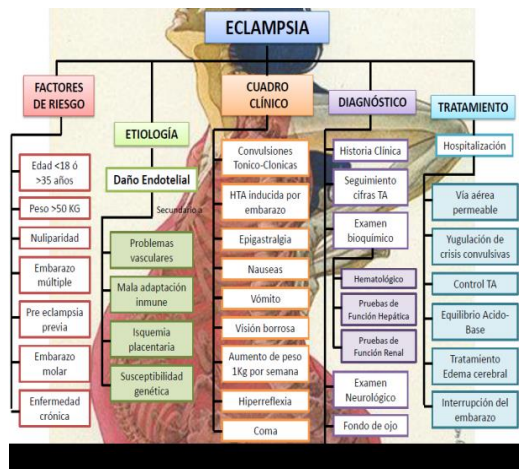 ECLAMPSIA
FACTORES
DE RIESGO
Edad <18 ó
>35 años
Peso >50 KG
Nuliparidad
Embarazo
múltiple
Pre eclampsia
previa
Embarazo
molar
Enfermedad
crónica
ETIOLOGÍA
Daño Endotelial
Secundario a
Problemas
vasculares
Mala adaptación
inmune
Isquemia
placentaria
Susceptibilidad
genética
CUADRO
CLÍNICO
Convulsiones
Tonico-Clonicas
HTA inducida por
embarazo
Epigastralgia
Nauseas
Vómito
Visión borrosa
Aumento de peso
1Kg por semana
Hiperreflexia
Coma
DIAGNÓSTICO
Historia Clínica
Seguimiento
cifras TA
Examen
bioquímico
Hematológico
Pruebas de
Función Hepática
Pruebas de
Función Renal
Examen
Neurológico
Fondo de ojo
TRATAMIENTO
Hospitalización
Vía aérea
permeable
Yugulación de
crisis convulsivas
Control TA
Equilibrio Acido-
Base
Tratamiento
Edema cerebral
Interrupción del
embarazo